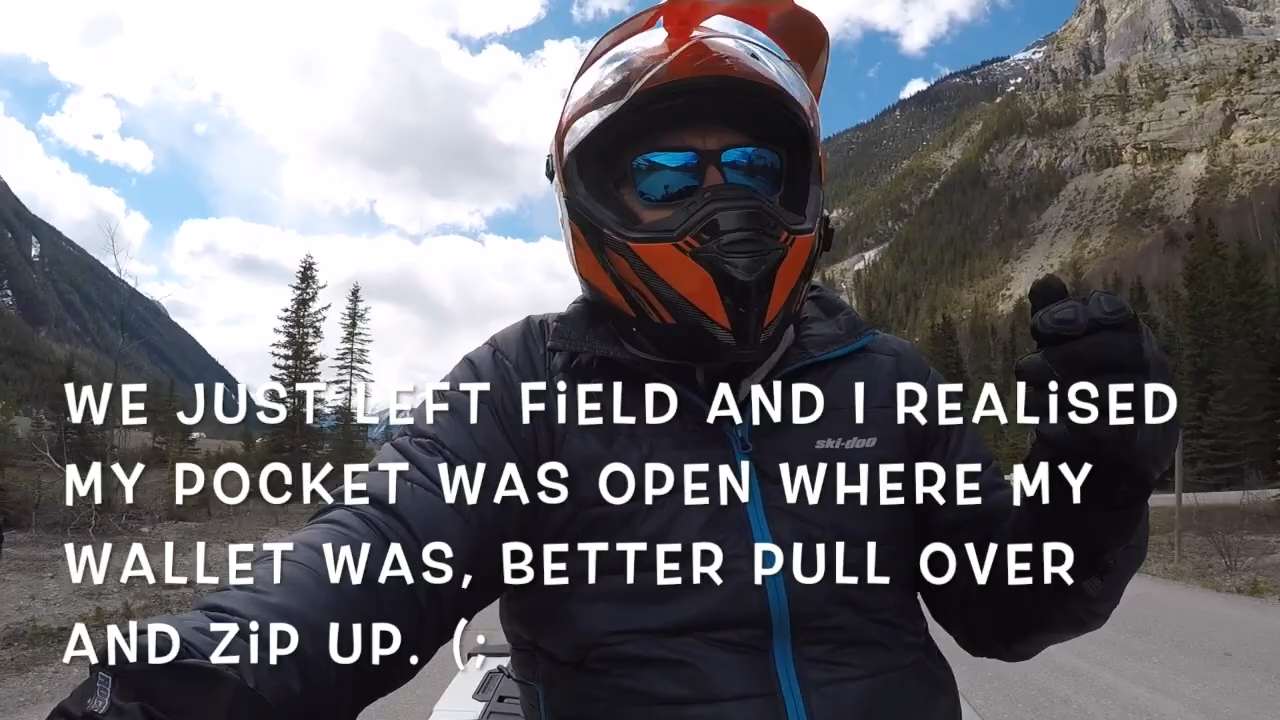 WE JUST LEFT FiELD AND I REALiSED
MY POCKET WAS OPEN WHERE MY
WALLET WAS, BETTER PULL OVER
AND ZiP UP. (;
ski-doo